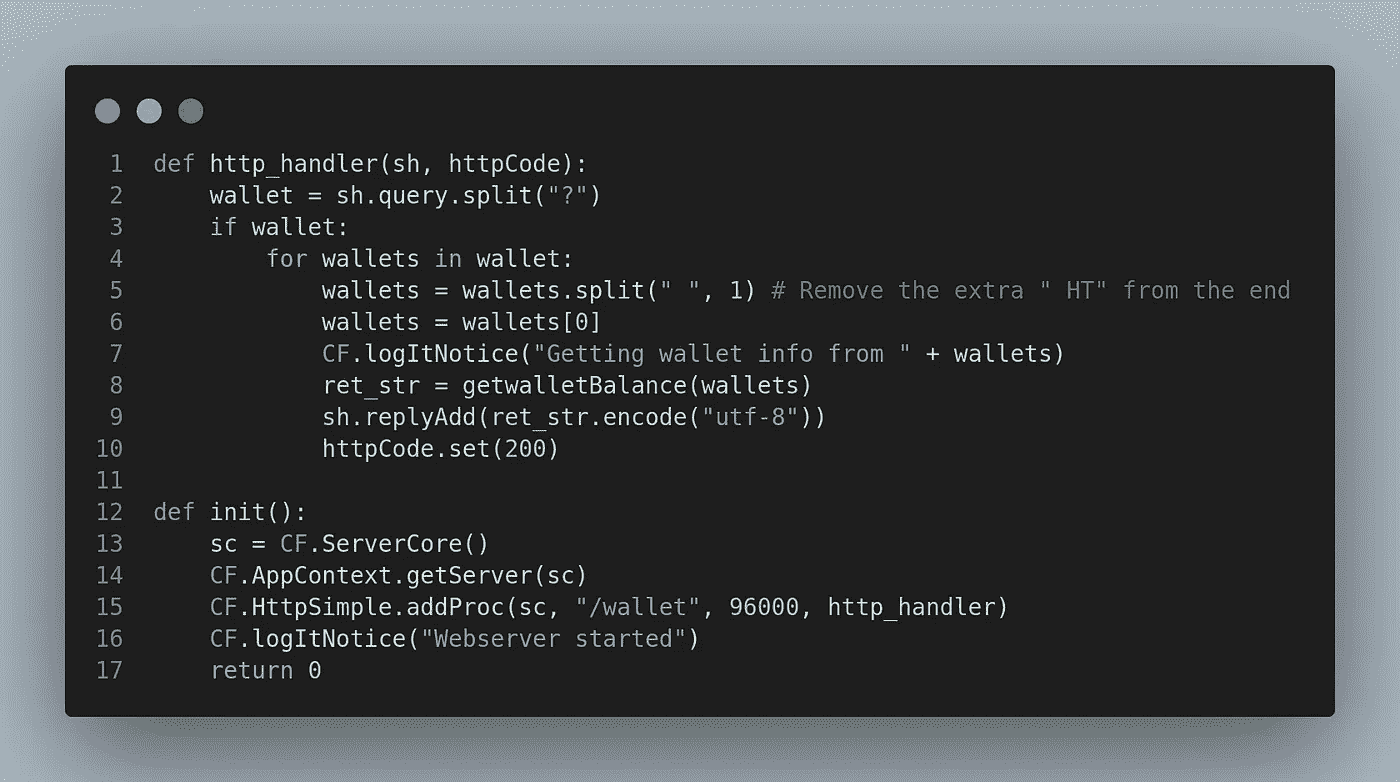 1 def http_handler(sh, httpCode):
2     wallet = sh.query.split("?")
3     if wallet:
4         for wallets in wallet:
5             wallets = wallets.split(" ", 1) # Remove the extra " HT" from the end
6             wallets = wallets[0]
7             CF.logItNotice("Getting wallet info from " + wallets)
8             ret_str = getwalletBalance(wallets)
9             sh.replyAdd(ret_str.encode("utf-8"))
10             httpCode.set(200)
11
12 def init():
13     sc = CF.ServerCore()
14     CF.AppContext.getServer(sc)
15     CF.HttpSimple.addProc(sc, "/wallet", 96000, http_handler)
16     CF.logItNotice("Webserver started")
17     return 0